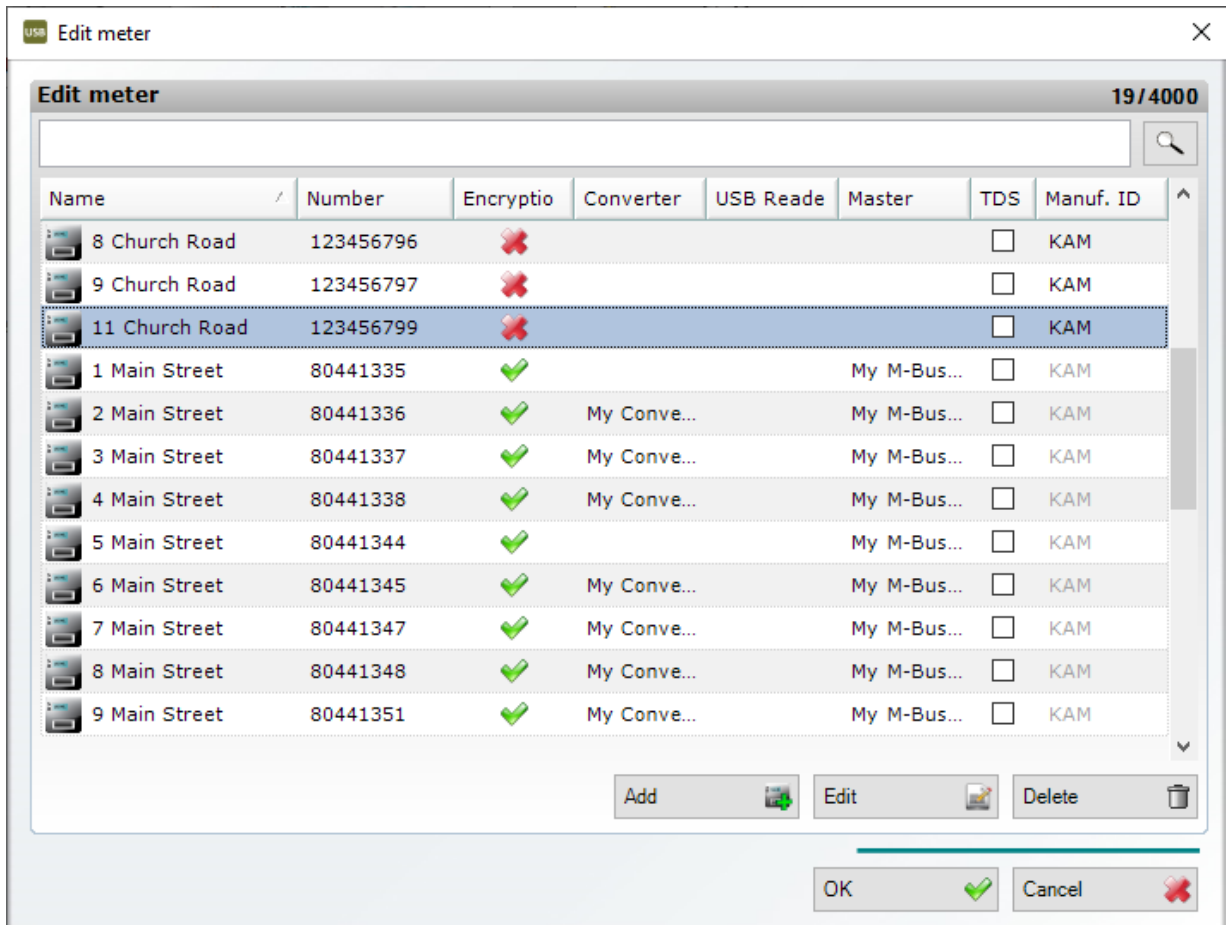 USB Edit meter
Edit meter 19/4000
Name Number Encryptio Converter USB Reade Master TDS Manuf. ID
8 Church Road 123456796 KAM
9 Church Road 123456797 KAM
11 Church Road 123456799 KAM
1 Main Street 80441335 My M-Bus... KAM
2 Main Street 80441336 My Conve... My M-Bus... KAM
3 Main Street 80441337 My Conve... My M-Bus... KAM
4 Main Street 80441338 My Conve... My M-Bus... KAM
5 Main Street 80441344 My M-Bus... KAM
6 Main Street 80441345 My Conve... My M-Bus... KAM
7 Main Street 80441347 My Conve... My M-Bus... KAM
8 Main Street 80441348 My Conve... My M-Bus... KAM
9 Main Street 80441351 My Conve... My M-Bus... KAM
Add Edit Delete
OK Cancel